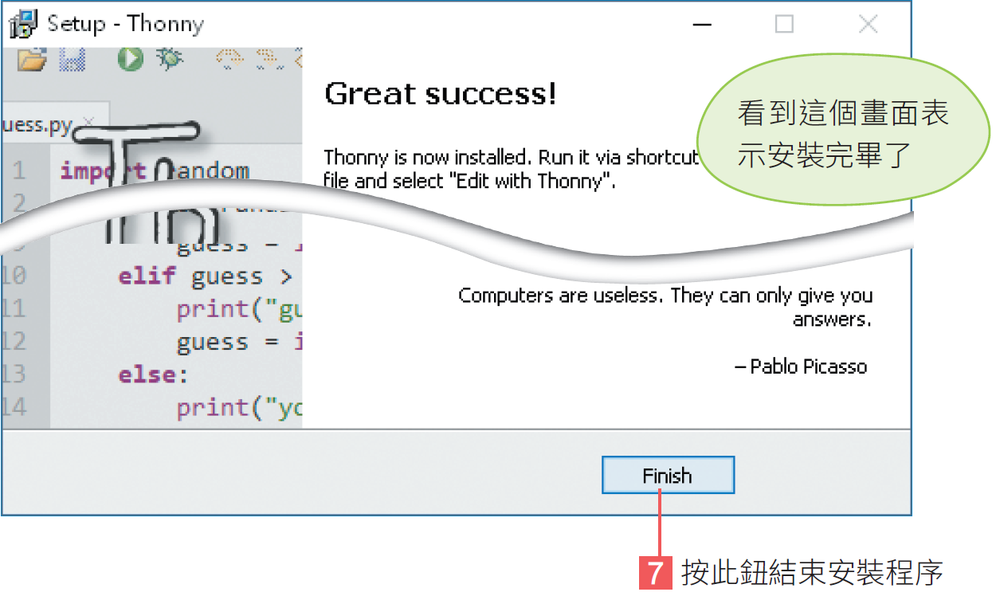 Setup - Thonny
uess.py
Great success!
看到這個畫面表
示安裝完畢了
Thonny is now installed. Run it via shortcut
file and select "Edit with Thonny".
1 import random
2
10 elif guess >
11 print("gu
12 guess = i
13 else:
14 print("yo
Computers are useless. They can only give you
answers.
– Pablo Picasso
Finish
7 按此鈕結束安裝程序